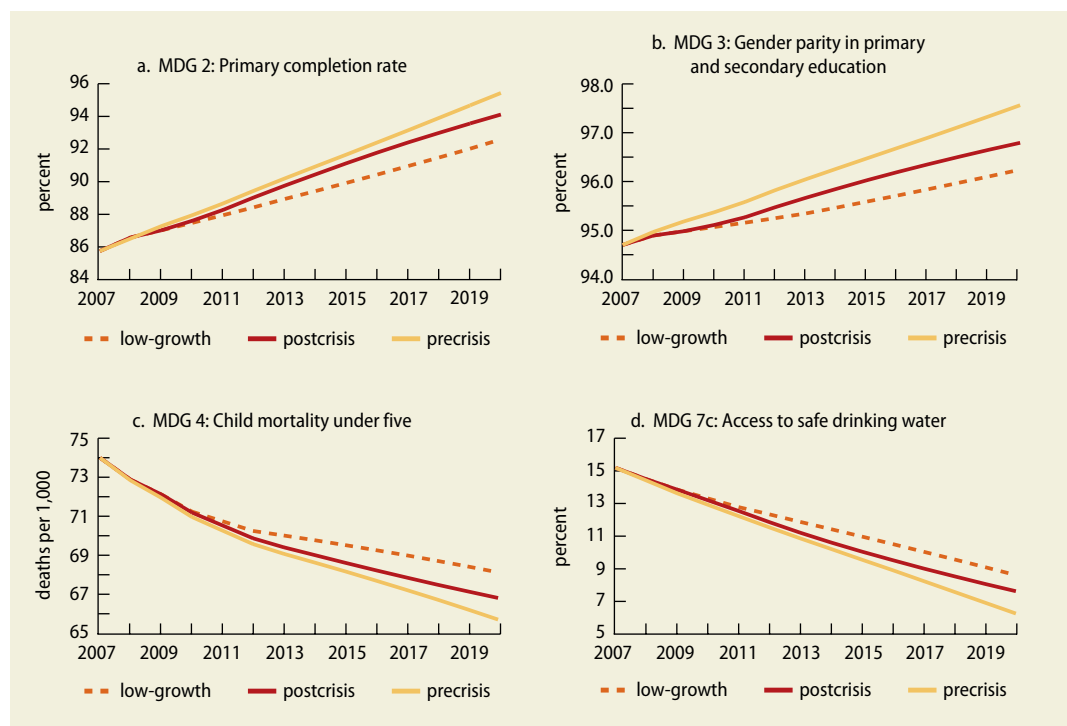 a. MDG 2: Primary completion rate
percent
96
94
92
90
88
86
84
2007 2009 2011 2013 2015 2017 2019
low-growth postcrisis precrisis
b. MDG 3: Gender parity in primary
and secondary education
percent
98.0
97.0
96.0
95.0
94.0
2007 2009 2011 2013 2015 2017 2019
low-growth postcrisis precrisis
c. MDG 4: Child mortality under five
deaths per 1,000
75
73
71
69
67
65
2007 2009 2011 2013 2015 2017 2019
low-growth postcrisis precrisis
d. MDG 7c: Access to safe drinking water
percent
17
15
13
11
9
7
5
2007 2009 2011 2013 2015 2017 2019
low-growth postcrisis precrisis